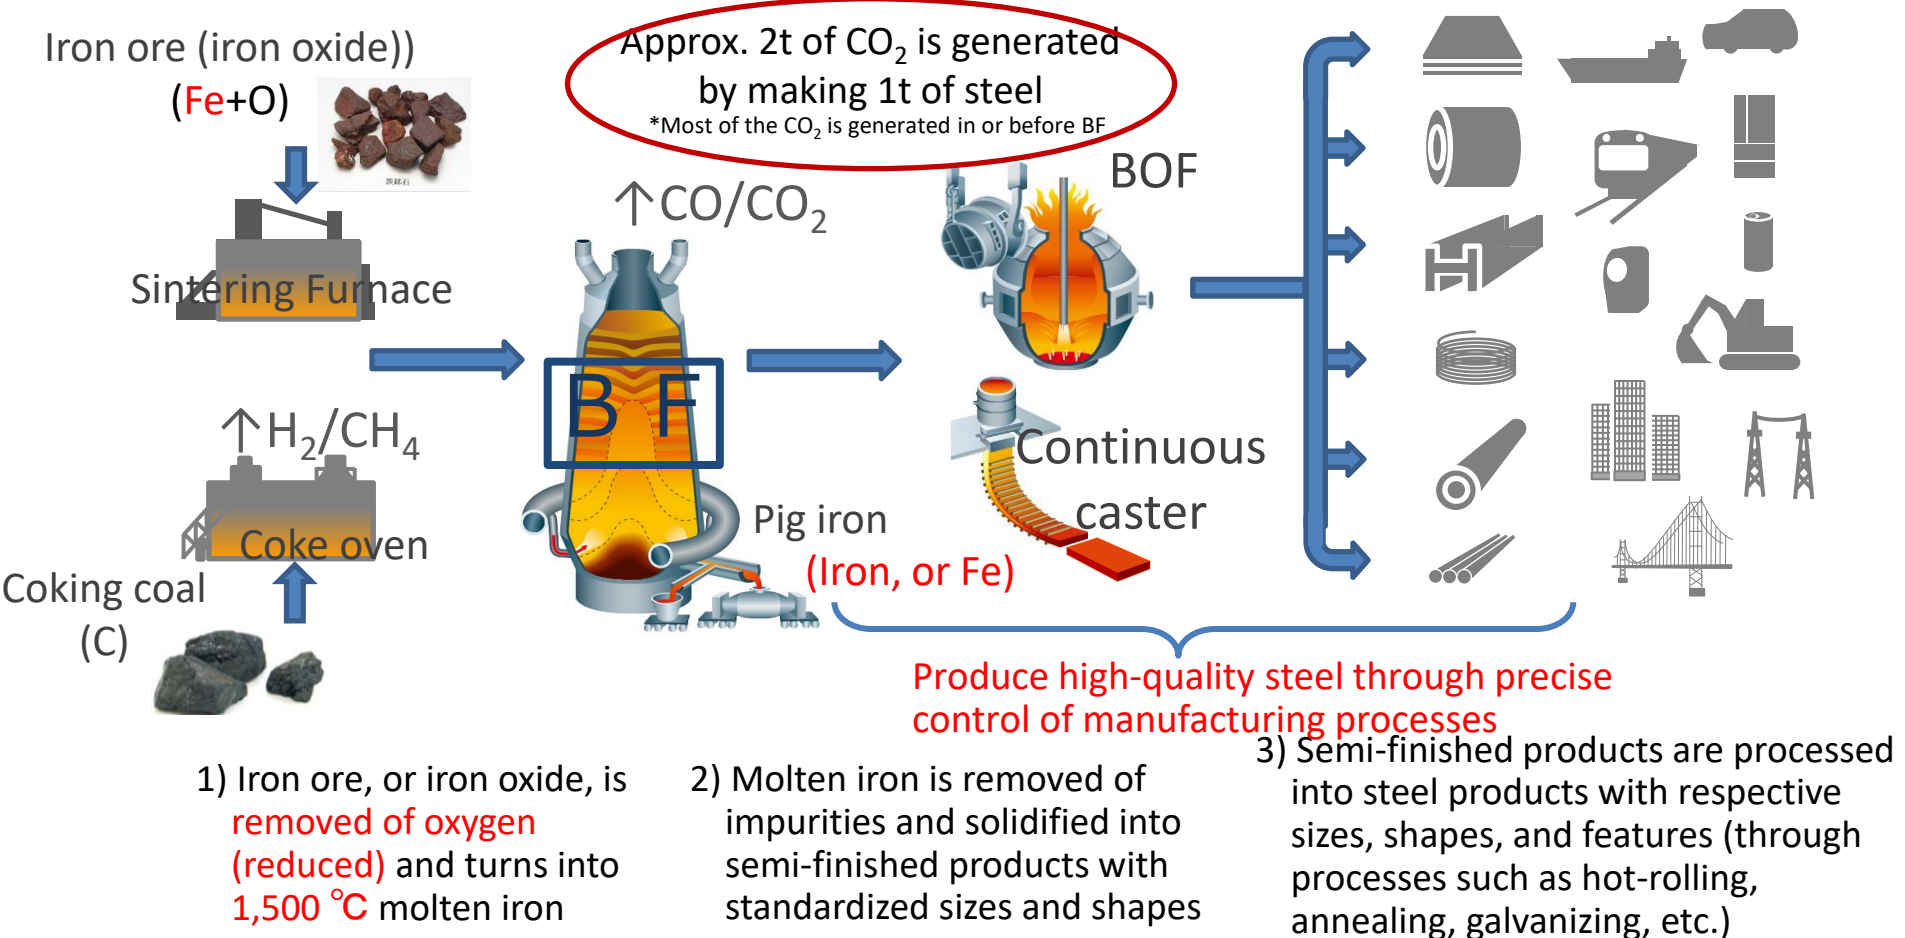 Iron ore (iron oxide))
(Fe+O)
鉄鉱石
Sintering Furnace
↑H₂/CH₄
Coke oven
Coking coal
(C)
Approx. 2t of CO₂ is generated
by making 1t of steel
*Most of the CO₂ is generated in or before BF
↑CO/CO₂
B F
Pig iron
(Iron, or Fe)
BOF
Continuous
caster
Produce high-quality steel through precise
control of manufacturing processes
1) Iron ore, or iron oxide, is
removed of oxygen
(reduced) and turns into
1,500 ℃ molten iron
2) Molten iron is removed of
impurities and solidified into
semi-finished products with
standardized sizes and shapes
3) Semi-finished products are processed
into steel products with respective
sizes, shapes, and features (through
processes such as hot-rolling,
annealing, galvanizing, etc.)